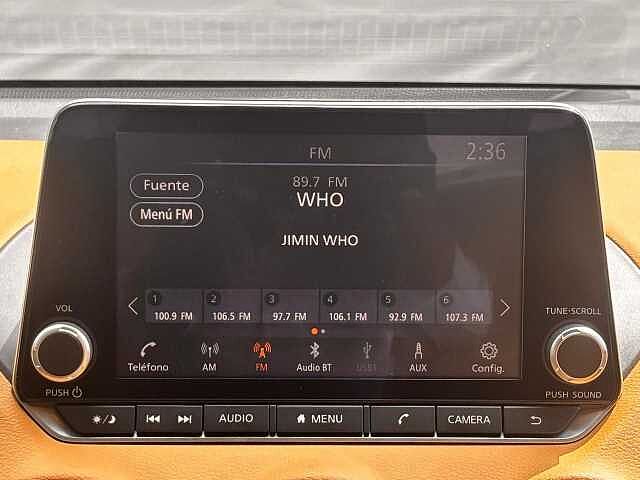 FM 2:36
Fuente
89.7 FM
WHO
Menú FM
JIMIN WHO
1 2 3 4 5 6
100.9 FM 106.5 FM 97.7 FM 106.1 FM 92.9 FM 107.3 FM
VOL
TUNE·SCROLL
Teléfono AM FM Audio BT USB1 AUX Config.
PUSH
PUSH SOUND
AUDIO MENU CAMERA